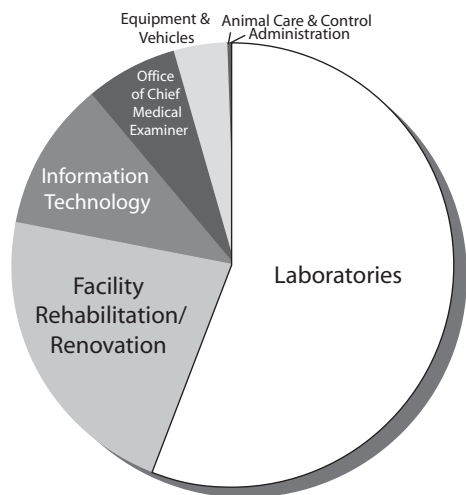 Equipment &
Vehicles
Animal Care & Control
Administration
Office
of Chief
Medical
Examiner
Information
Technology
Facility
Rehabilitation/
Renovation
Laboratories